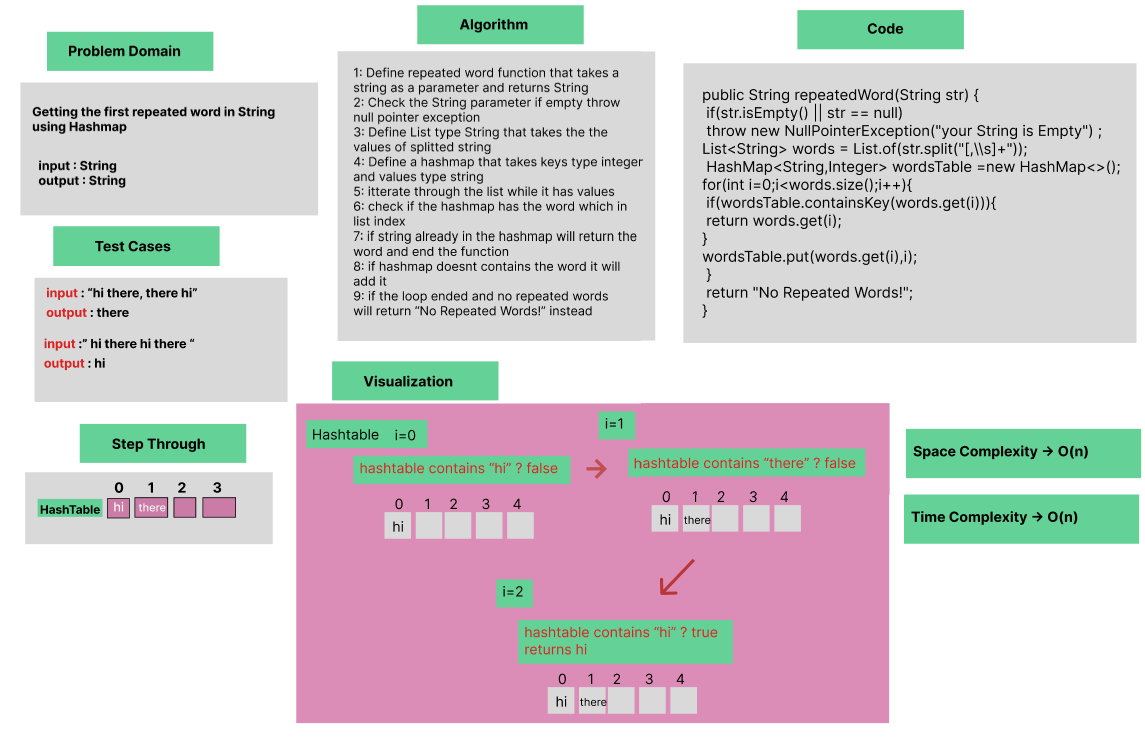 Problem Domain
Getting the first repeated word in String
using Hashmap
input : String
output : String
Test Cases
input : “hi there, there hi”
output : there
input :” hi there hi there “
output : hi
Step Through
0 1 2 3
HashTable hi there
Algorithm
1: Define repeated word function that takes a
string as a parameter and returns String
2: Check the String parameter if empty throw
null pointer exception
3: Define List type String that takes the the
values of splitted string
4: Define a hashmap that takes keys type integer
and values type string
5: itterate through the list while it has values
6: check if the hashmap has the word which in
list index
7: if string already in the hashmap will return the
word and end the function
8: if hashmap doesnt contains the word it will
add it
9: if the loop ended and no repeated words
will return “No Repeated Words!” instead
Code
public String repeatedWord(String str) {
if(str.isEmpty() || str == null)
throw new NullPointerException("your String is Empty") ;
List<String> words = List.of(str.split("[,\\s]+"));
HashMap<String,Integer> wordsTable =new HashMap<>();
for(int i=0;i<words.size();i++){
if(wordsTable.containsKey(words.get(i))){
return words.get(i);
}
wordsTable.put(words.get(i),i);
}
return "No Repeated Words!";
}
Visualization
Hashtable i=0
hashtable contains “hi” ? false
0 1 2 3 4
hi
i=1
hashtable contains “there” ? false
0 1 2 3 4
hi there
i=2
hashtable contains “hi” ? true
returns hi
0 1 2 3 4
hi there
Space Complexity → O(n)
Time Complexity → O(n)